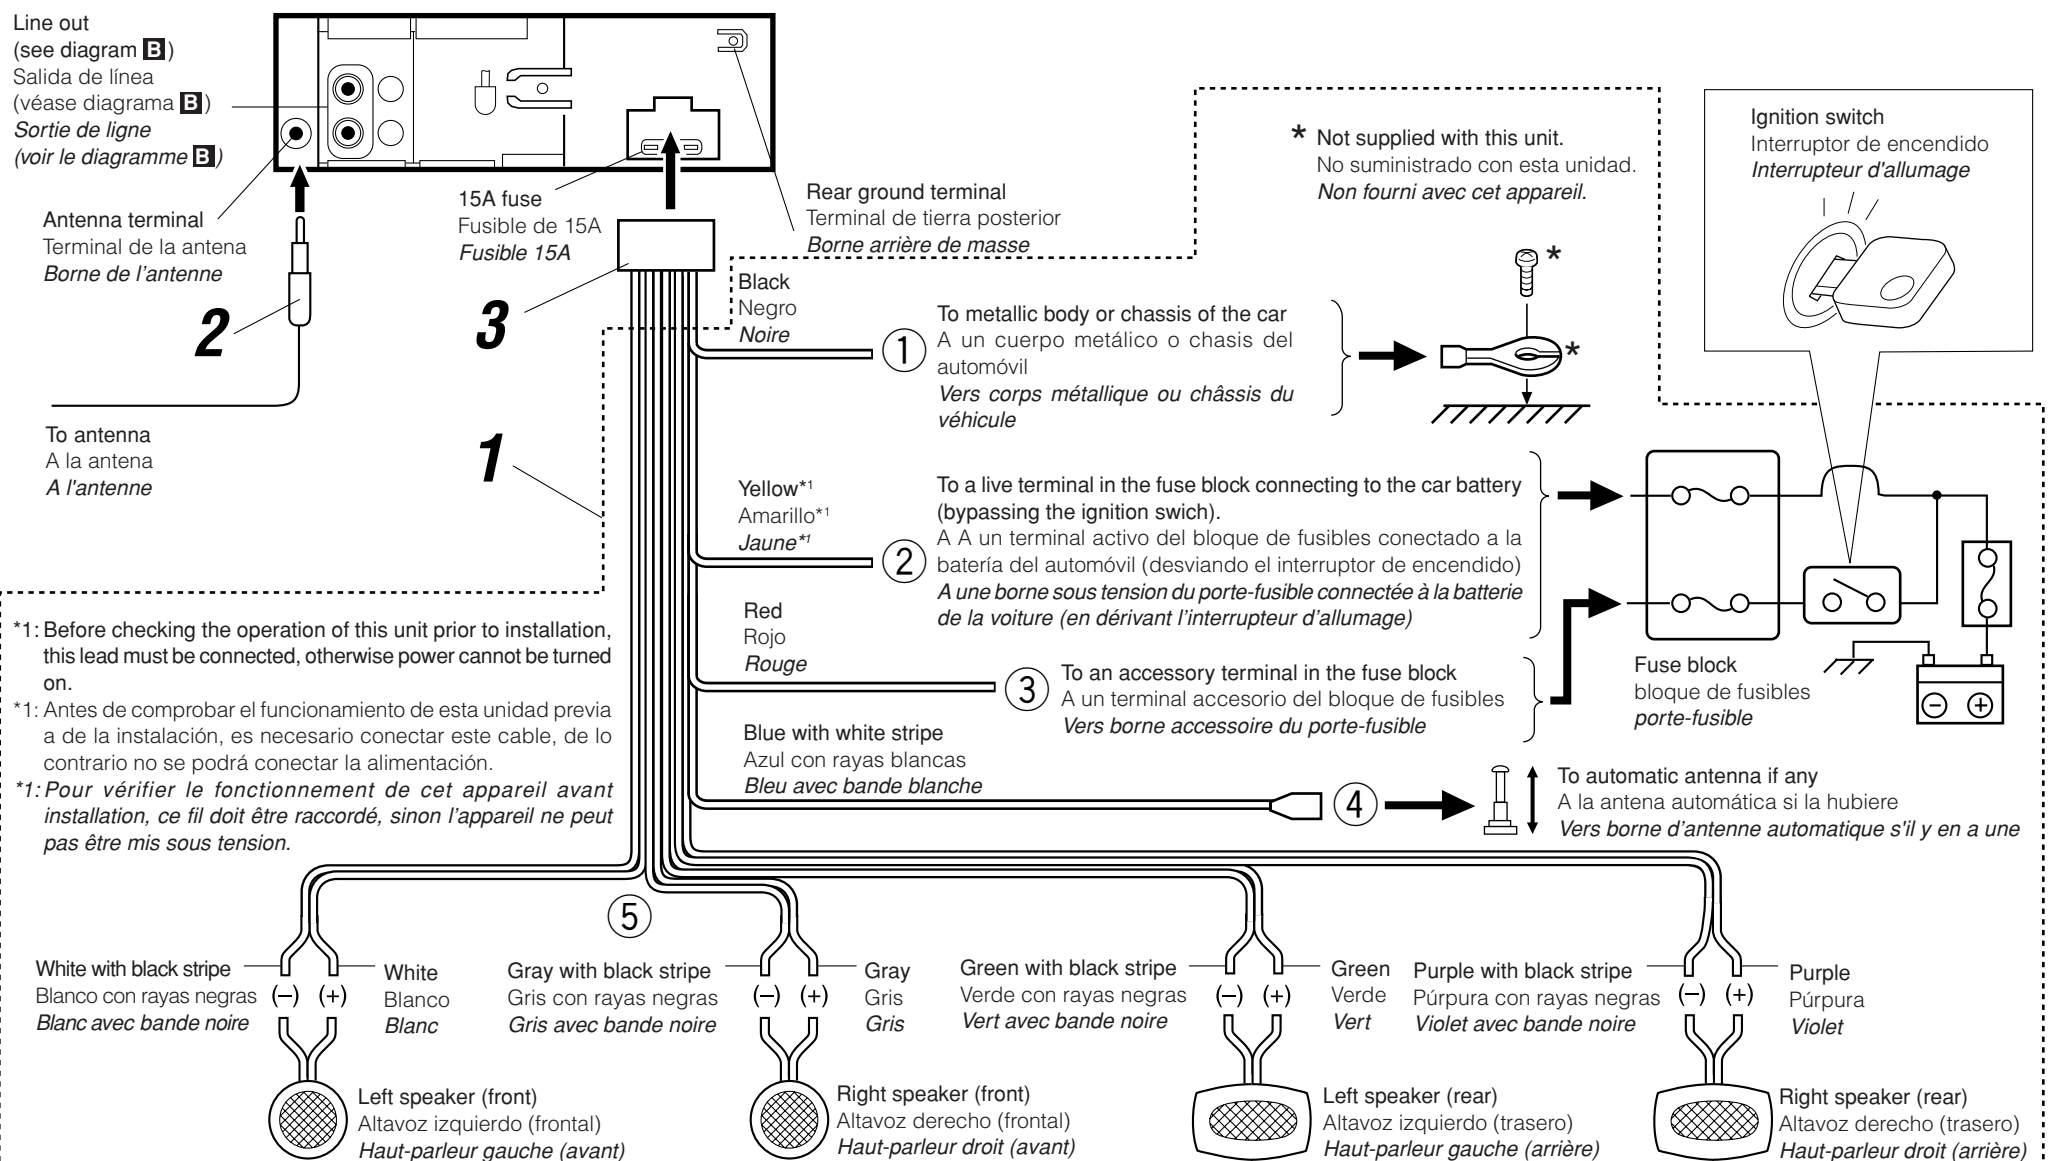 Line out
(see diagram B)
Salida de línea
(véase diagrama B)
Sortie de ligne
(voir le diagramme B)
Antenna terminal
Terminal de la antena
Borne de l'antenne
2
To antenna
A la antena
A l'antenne
15A fuse
Fusible de 15A
Fusible 15A
3
Rear ground terminal
Terminal de tierra posterior
Borne arrière de masse
* Not supplied with this unit.
No suministrado con esta unidad.
Non fourni avec cet appareil.
Ignition switch
Interruptor de encendido
Interrupteur d'allumage
1
Black
Negro
Noire
①
To metallic body or chassis of the car
A un cuerpo metálico o chasis del
automóvil
Vers corps métallique ou châssis du
véhicule
*
*
Yellow*1
Amarillo*1
Jaune*1
②
To a live terminal in the fuse block connecting to the car battery
(bypassing the ignition swich).
A A un terminal activo del bloque de fusibles conectado a la
batería del automóvil (desviando el interruptor de encendido)
A une borne sous tension du porte-fusible connectée à la batterie
de la voiture (en dérivant l'interrupteur d'allumage)
Red
Rojo
Rouge
③
To an accessory terminal in the fuse block
A un terminal accesorio del bloque de fusibles
Vers borne accessoire du porte-fusible
Fuse block
bloque de fusibles
porte-fusible
− +
Blue with white stripe
Azul con rayas blancas
Bleu avec bande blanche
④
To automatic antenna if any
A la antena automática si la hubiere
Vers borne d'antenne automatique s'il y en a une
*1: Before checking the operation of this unit prior to installation,
this lead must be connected, otherwise power cannot be turned
on.
*1: Antes de comprobar el funcionamiento de esta unidad previa
a de la instalación, es necesario conectar este cable, de lo
contrario no se podrá conectar la alimentación.
*1: Pour vérifier le fonctionnement de cet appareil avant
installation, ce fil doit être raccordé, sinon l'appareil ne peut
pas être mis sous tension.
⑤
White with black stripe
Blanco con rayas negras
Blanc avec bande noire
(−) (+)
White
Blanco
Blanc
Left speaker (front)
Altavoz izquierdo (frontal)
Haut-parleur gauche (avant)
Gray with black stripe
Gris con rayas negras
Gris avec bande noire
(−) (+)
Gray
Gris
Gris
Right speaker (front)
Altavoz derecho (frontal)
Haut-parleur droit (avant)
Green with black stripe
Verde con rayas negras
Vert avec bande noire
(−) (+)
Green
Verde
Vert
Left speaker (rear)
Altavoz izquierdo (trasero)
Haut-parleur gauche (arrière)
Purple with black stripe
Púrpura con rayas negras
Violet avec bande noire
(−) (+)
Purple
Púrpura
Violet
Right speaker (rear)
Altavoz derecho (trasero)
Haut-parleur droit (arrière)